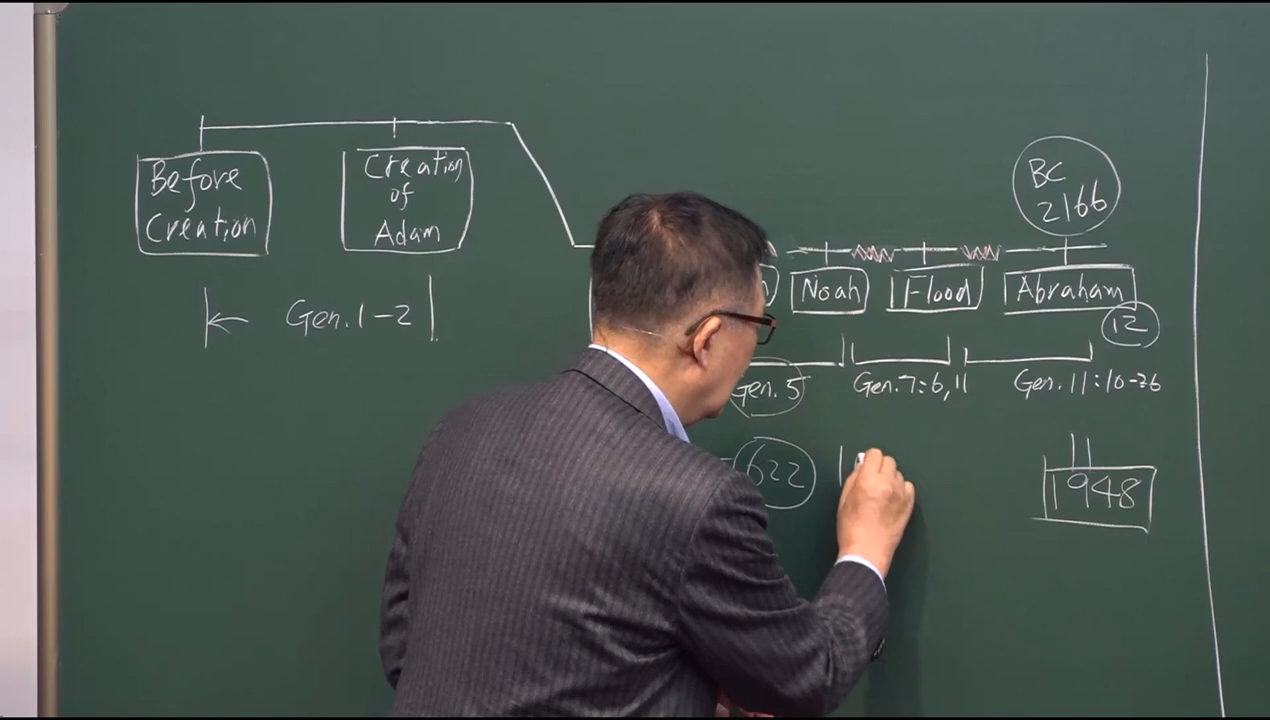 Before
Creation
Creation
of
Adam
Gen. 1-2
BC
2166
Noah
Flood
Abraham
12
Gen. 5
Gen. 7:6, 11
Gen. 11:10-26
622
1948